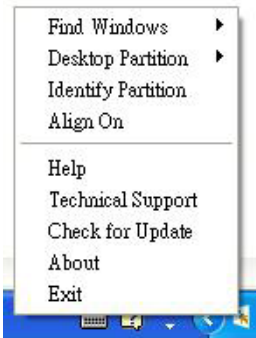 Find Windows
Desktop Partition
Identify Partition
Align On
Help
Technical Support
Check for Update
About
Exit